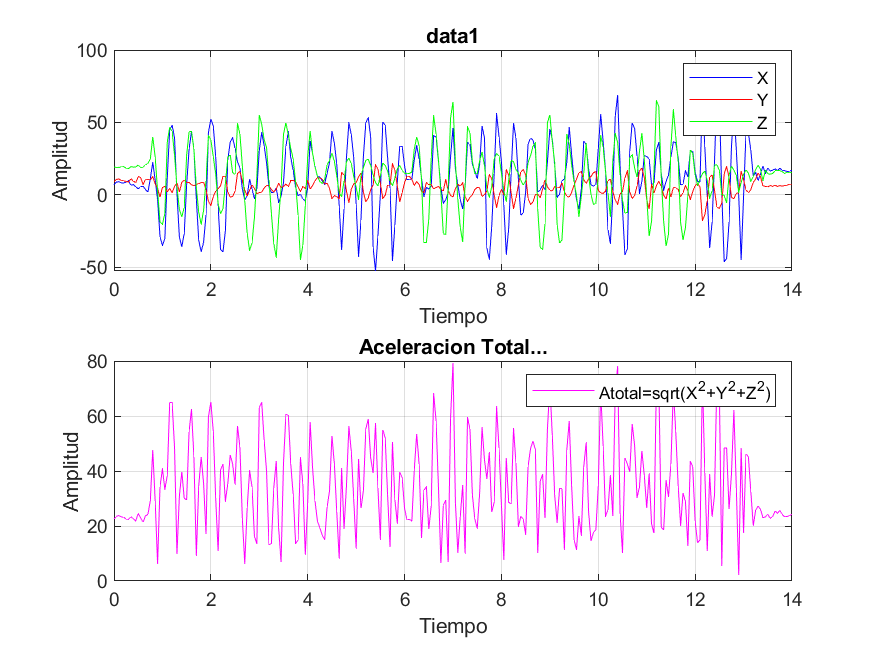 data1
100
50
0
-50
Amplitud
X
Y
Z
0 2 4 6 8 10 12 14
Tiempo
Aceleracion Total...
80
60
40
20
0
Amplitud
Atotal=sqrt(X²+Y²+Z²)
0 2 4 6 8 10 12 14
Tiempo